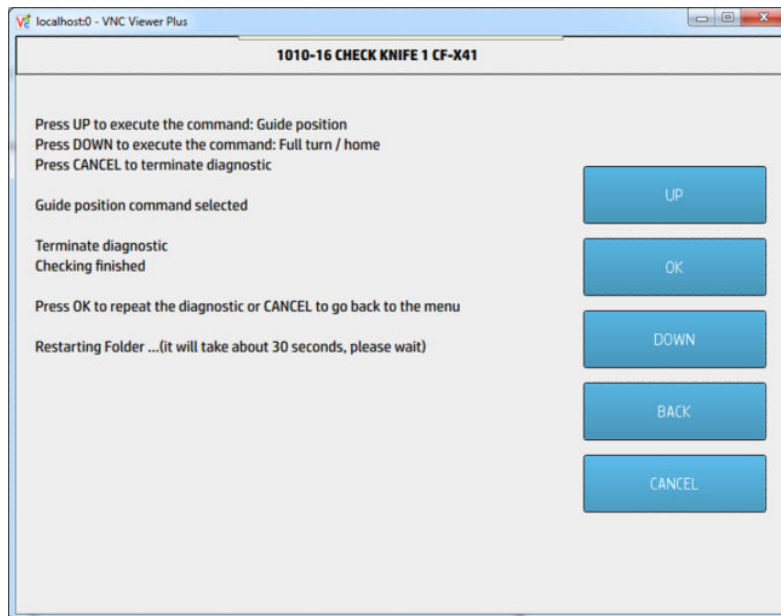 localhost:0 - VNC Viewer Plus
1010-16 CHECK KNIFE 1 CF-X41
Press UP to execute the command: Guide position
Press DOWN to execute the command: Full turn / home
Press CANCEL to terminate diagnostic
Guide position command selected
Terminate diagnostic
Checking finished
Press OK to repeat the diagnostic or CANCEL to go back to the menu
Restarting Folder ...(it will take about 30 seconds, please wait)
UP
OK
DOWN
BACK
CANCEL